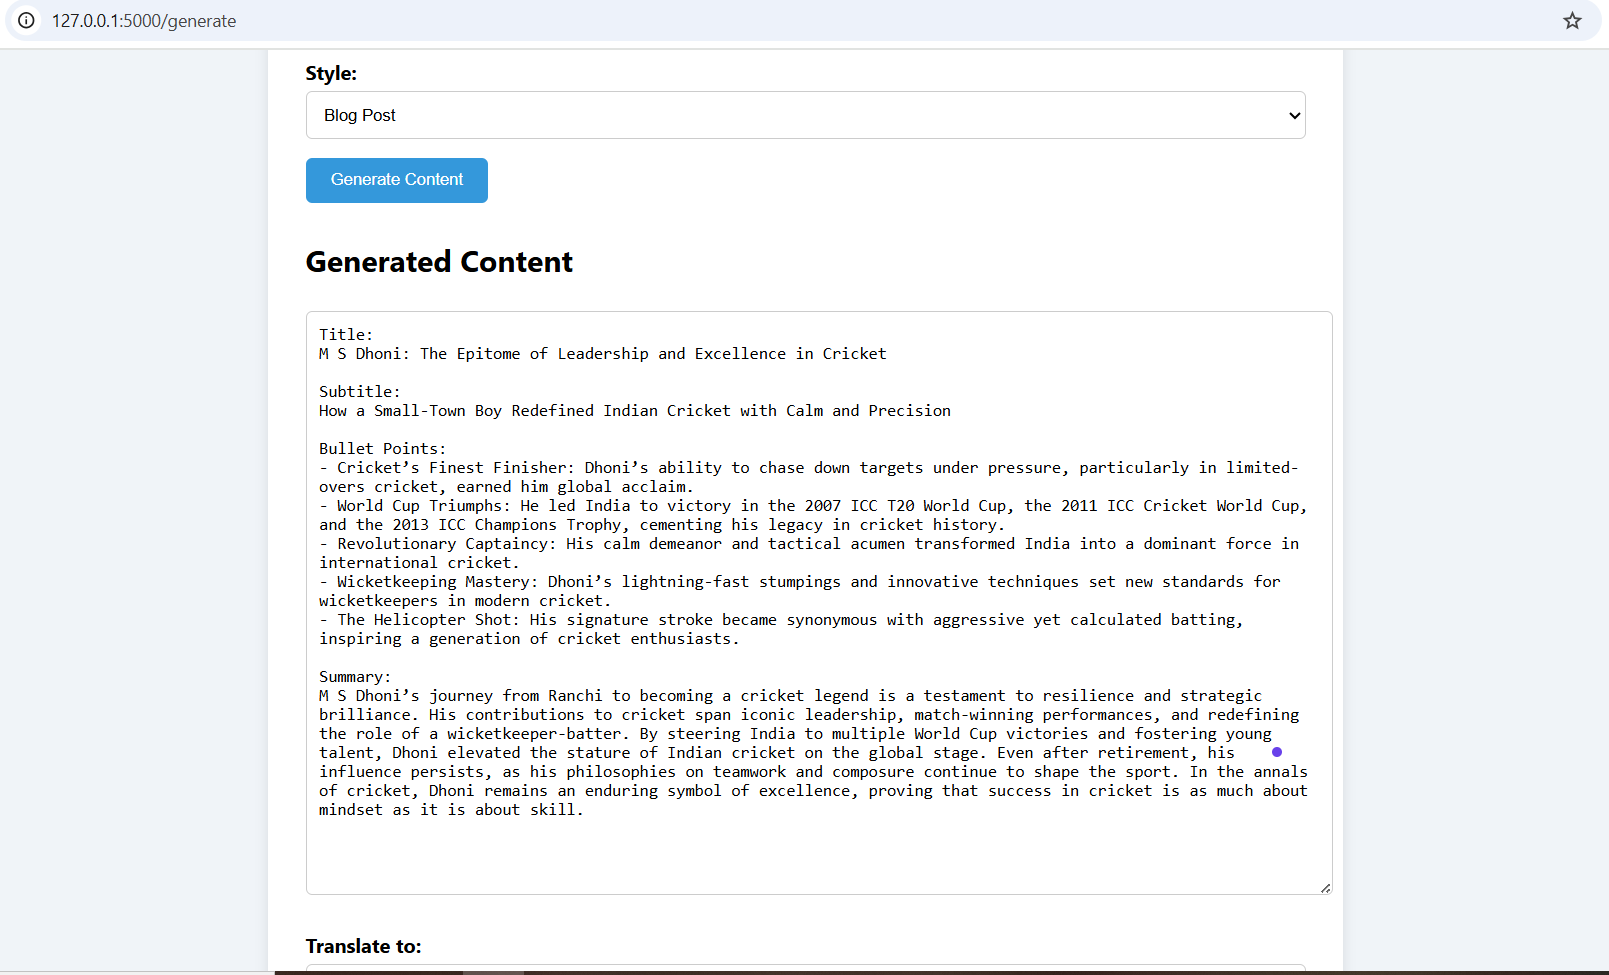 127.0.0.1:5000/generate
Style:
Blog Post
Generate Content
Generated Content
Title:
M S Dhoni: The Epitome of Leadership and Excellence in Cricket
Subtitle:
How a Small-Town Boy Redefined Indian Cricket with Calm and Precision
Bullet Points:
- Cricket’s Finest Finisher: Dhoni’s ability to chase down targets under pressure, particularly in limited-
overs cricket, earned him global acclaim.
- World Cup Triumphs: He led India to victory in the 2007 ICC T20 World Cup, the 2011 ICC Cricket World Cup,
and the 2013 ICC Champions Trophy, cementing his legacy in cricket history.
- Revolutionary Captaincy: His calm demeanor and tactical acumen transformed India into a dominant force in
international cricket.
- Wicketkeeping Mastery: Dhoni’s lightning-fast stumpings and innovative techniques set new standards for
wicketkeepers in modern cricket.
- The Helicopter Shot: His signature stroke became synonymous with aggressive yet calculated batting,
inspiring a generation of cricket enthusiasts.
Summary:
M S Dhoni’s journey from Ranchi to becoming a cricket legend is a testament to resilience and strategic
brilliance. His contributions to cricket span iconic leadership, match-winning performances, and redefining
the role of a wicketkeeper-batter. By steering India to multiple World Cup victories and fostering young
talent, Dhoni elevated the stature of Indian cricket on the global stage. Even after retirement, his
influence persists, as his philosophies on teamwork and composure continue to shape the sport. In the annals
of cricket, Dhoni remains an enduring symbol of excellence, proving that success in cricket is as much about
mindset as it is about skill.
Translate to: